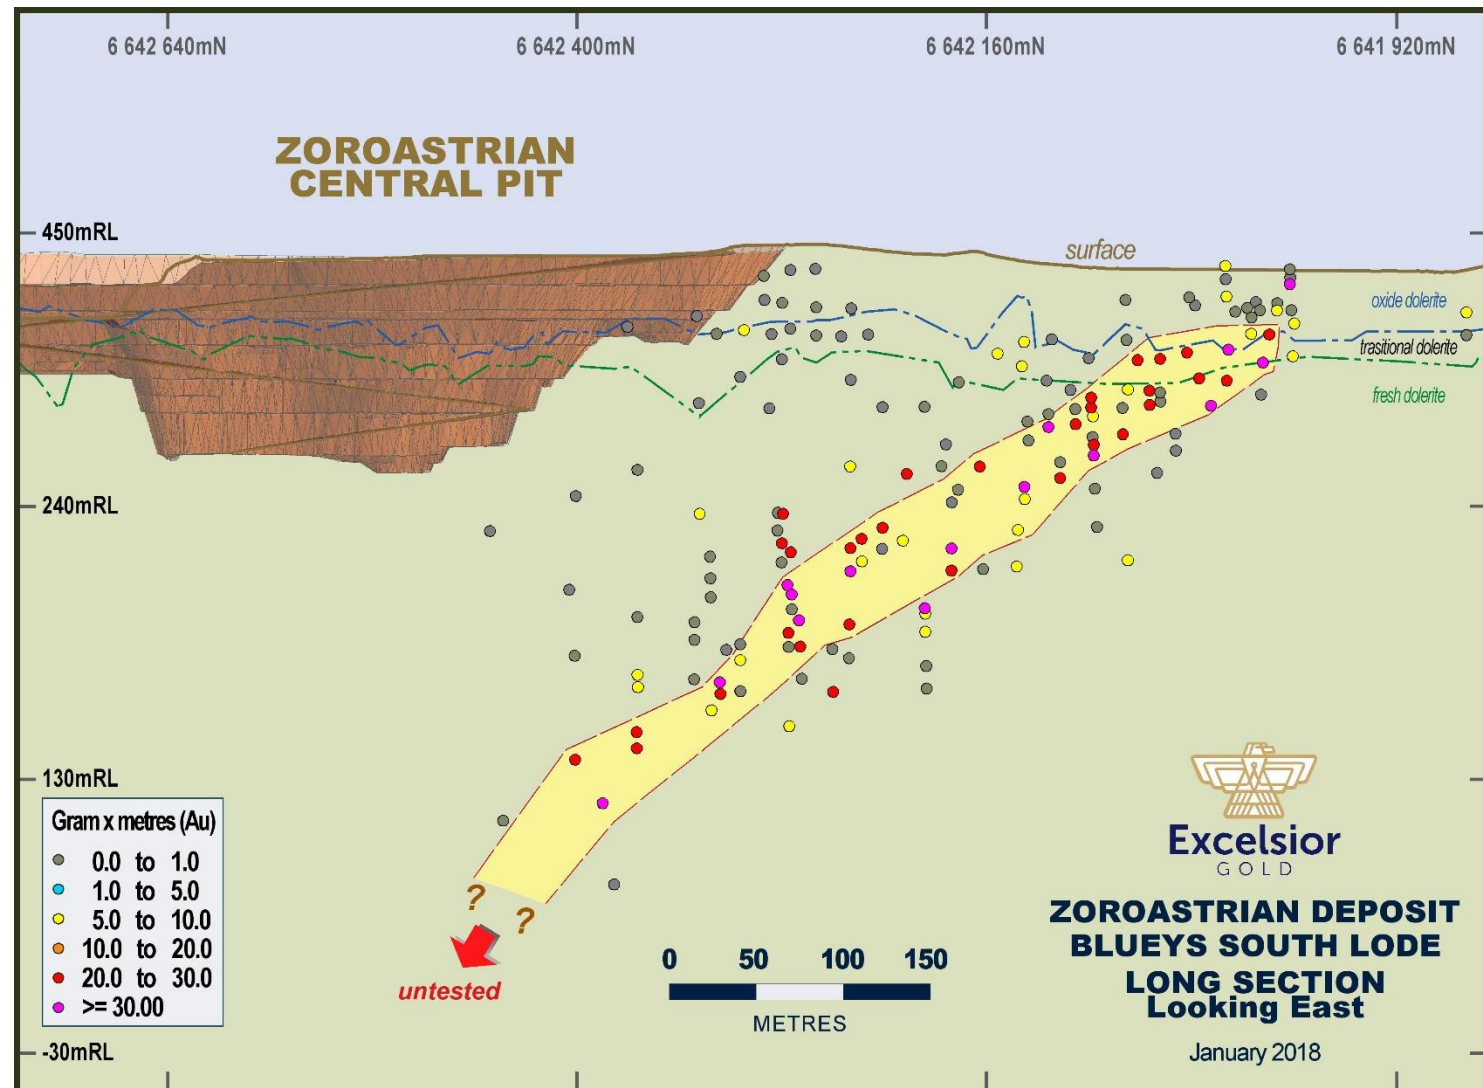 6 642 640mN
6 642 400mN
6 642 160mN
6 641 920mN
ZOROASTRIAN
CENTRAL PIT
450mRL
surface
oxide dolerite
trasitional dolerite
fresh dolerite
240mRL
130mRL
Gram x metres (Au)
0.0 to 1.0
1.0 to 5.0
5.0 to 10.0
10.0 to 20.0
20.0 to 30.0
>= 30.00
? ?
untested
0 50 100 150
METRES
Excelsior
GOLD
ZOROASTRIAN DEPOSIT
BLUEYS SOUTH LODE
LONG SECTION
Looking East
January 2018
-30mRL